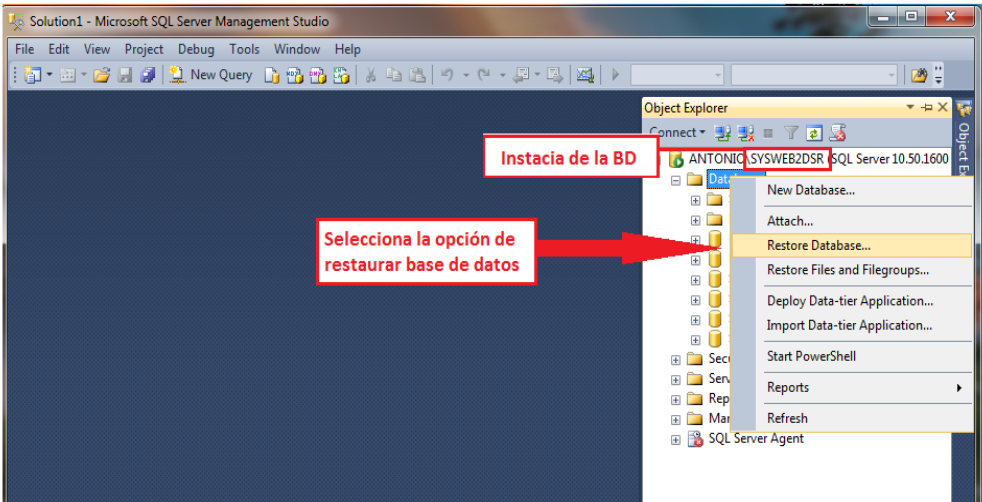 Solution1 - Microsoft SQL Server Management Studio
File Edit View Project Debug Tools Window Help
New Query
Object Explorer
Connect
Instacia de la BD
ANTONIO\SYSWEB2DSR (SQL Server 10.50.1600
New Database...
Attach...
Selecciona la opción de
restaurar base de datos
Restore Database...
Restore Files and Filegroups...
Deploy Data-tier Application...
Import Data-tier Application...
Start PowerShell
Reports
Refresh
SQL Server Agent